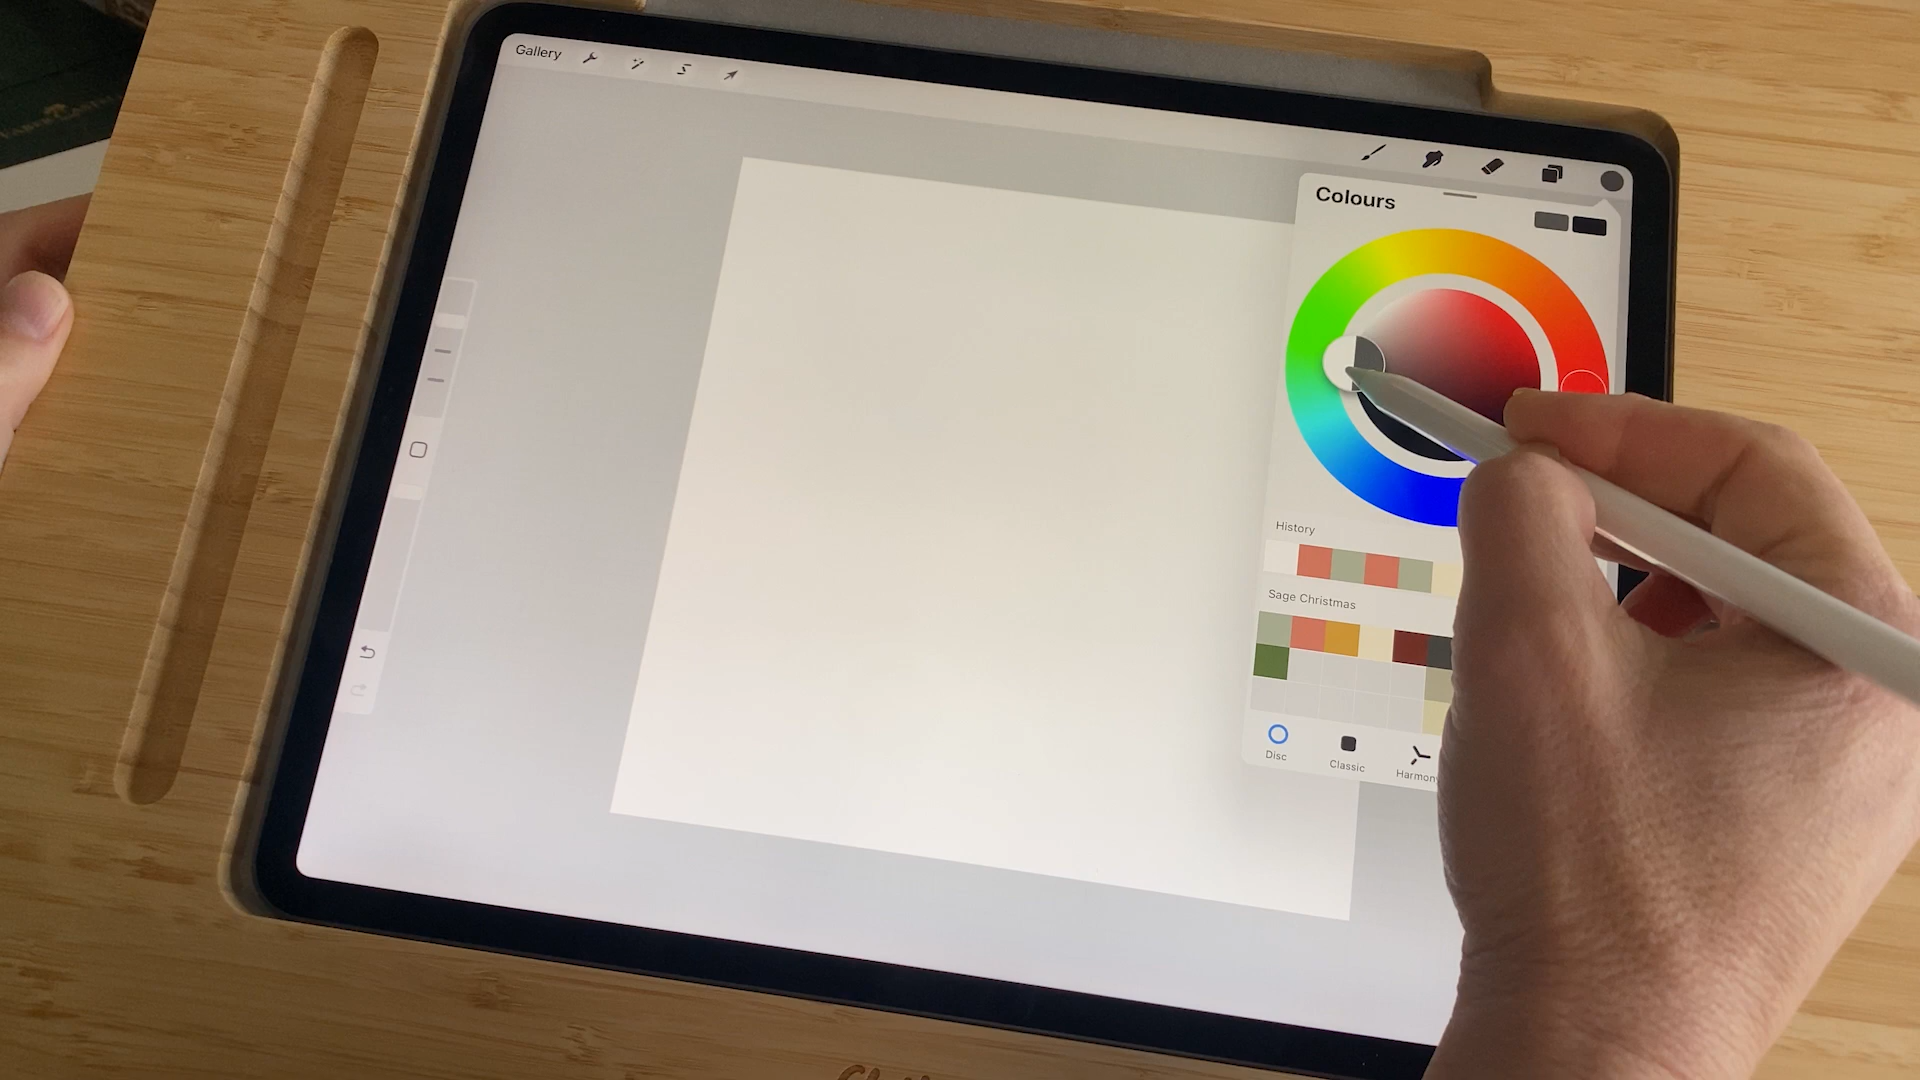 Gallery
Colours
History
Sage Christmas
Disc
Classic
Harmony